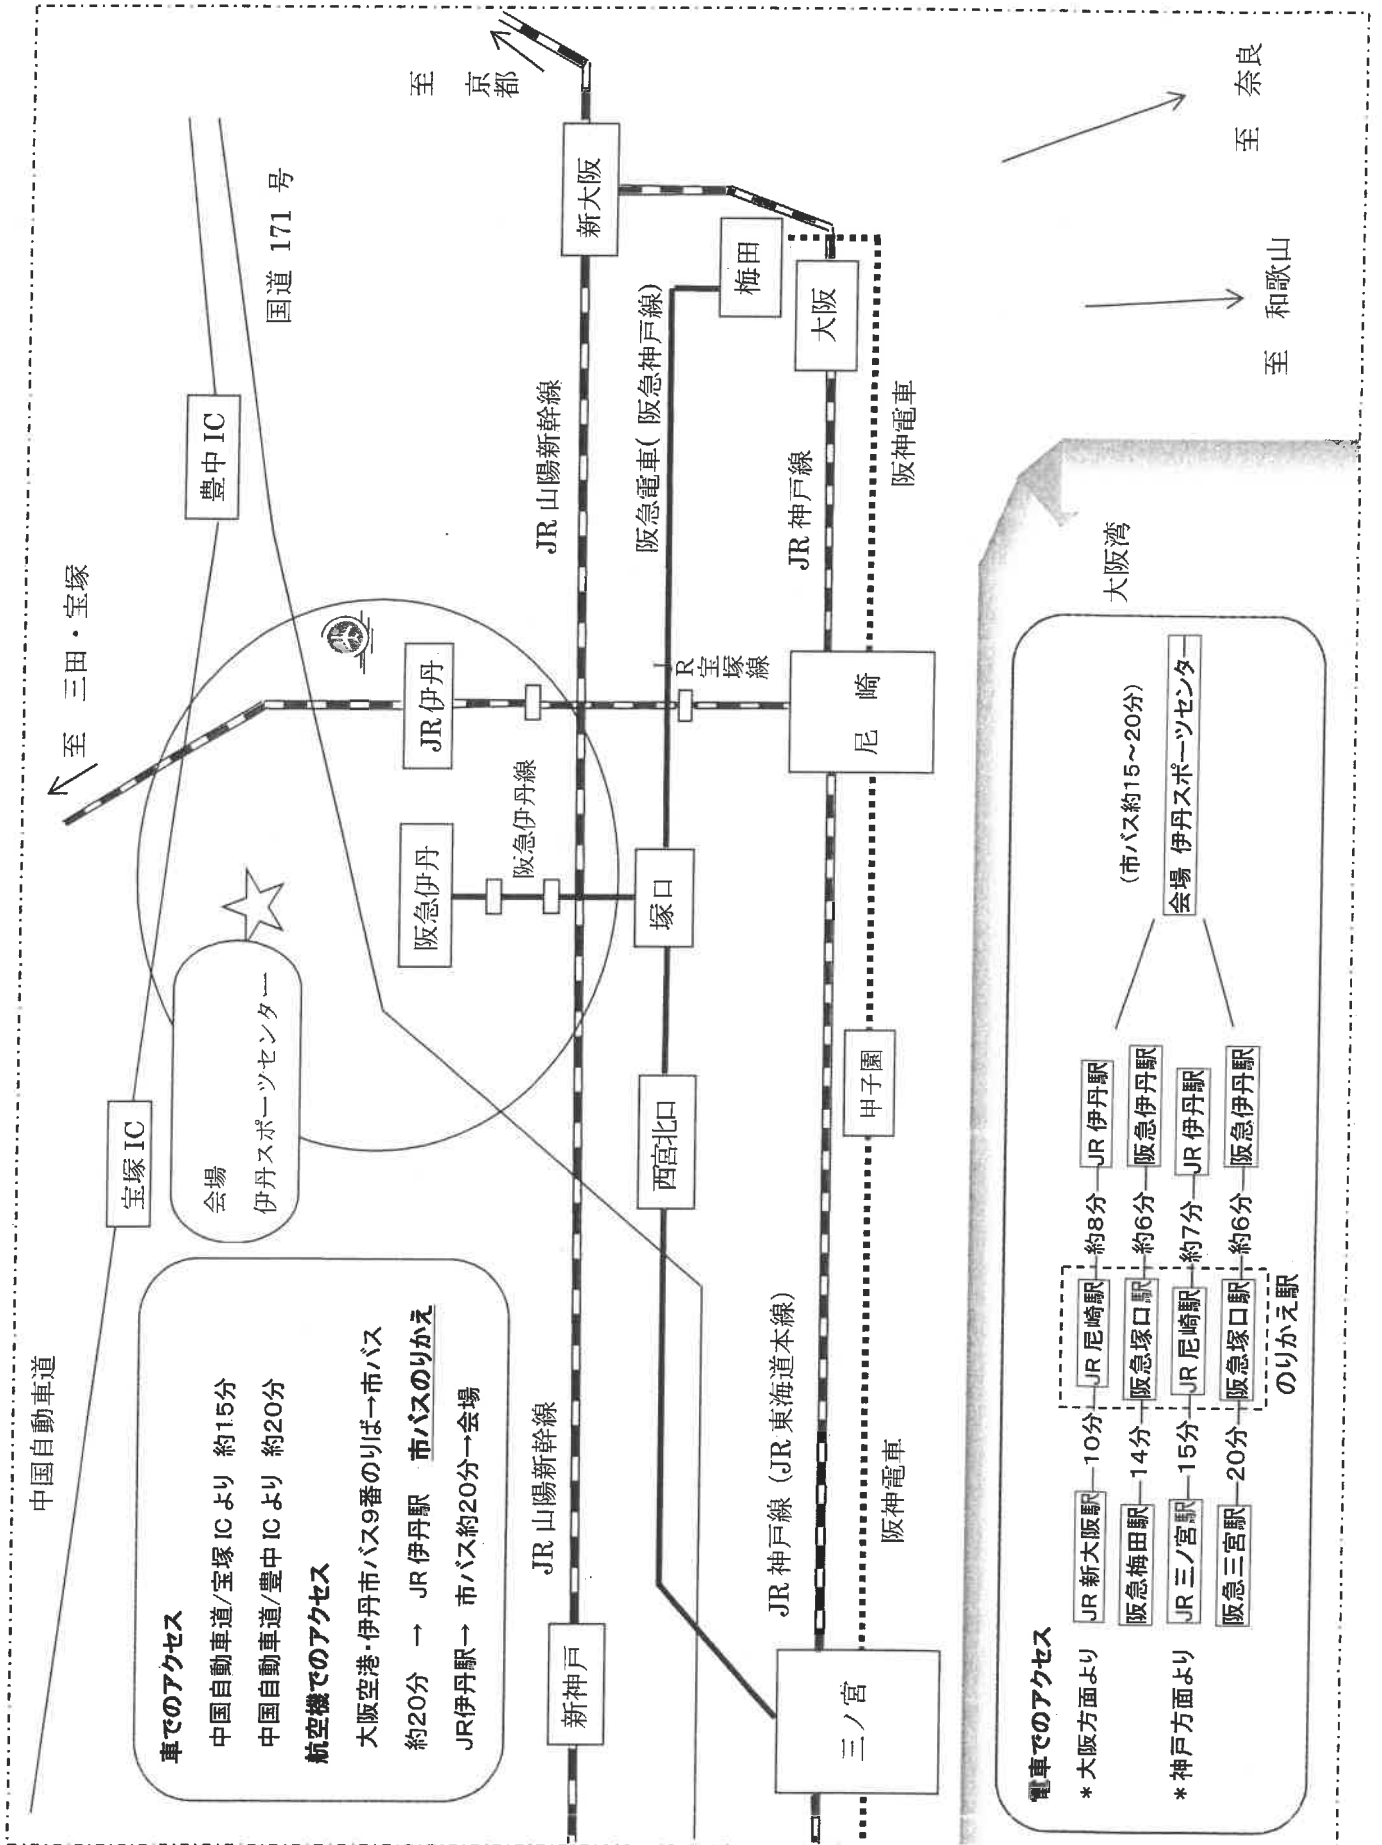 中国自動車道
宝塚 IC
豊中 IC
国道 171 号
至 三田・宝塚
至 京都
会場
伊丹スポーツセンター
阪急伊丹
JR 伊丹
阪急伊丹線
車でのアクセス
中国自動車道/宝塚 IC より 約15分
中国自動車道/豊中 IC より 約20分
航空機でのアクセス
大阪空港・伊丹市バス9番のりば→市バス
約20分 → JR 伊丹駅 市バスのりかえ
JR伊丹駅→ 市バス約20分→会場
JR 山陽新幹線
JR 山陽新幹線
新神戸
新大阪
西宮北口
塚口
阪急電車( 阪急神戸線)
梅田
JR 宝塚線
JR 神戸線 (JR 東海道本線)
JR 神戸線
三ノ宮
尼 崎
大阪
阪神電車
甲子園
阪神電車
大阪湾
至 和歌山
至 奈良
電車でのアクセス
*大阪方面より
JR 新大阪駅 10分 JR 尼崎駅 約8分 JR 伊丹駅
阪急梅田駅 14分 阪急塚口駅 約6分 阪急伊丹駅
*神戸方面より
JR 三ノ宮駅 15分 JR 尼崎駅 約7分 JR 伊丹駅
阪急三宮駅 20分 阪急塚口駅 約6分 阪急伊丹駅
のりかえ駅
(市バス約15~20分)
会場 伊丹スポーツセンター